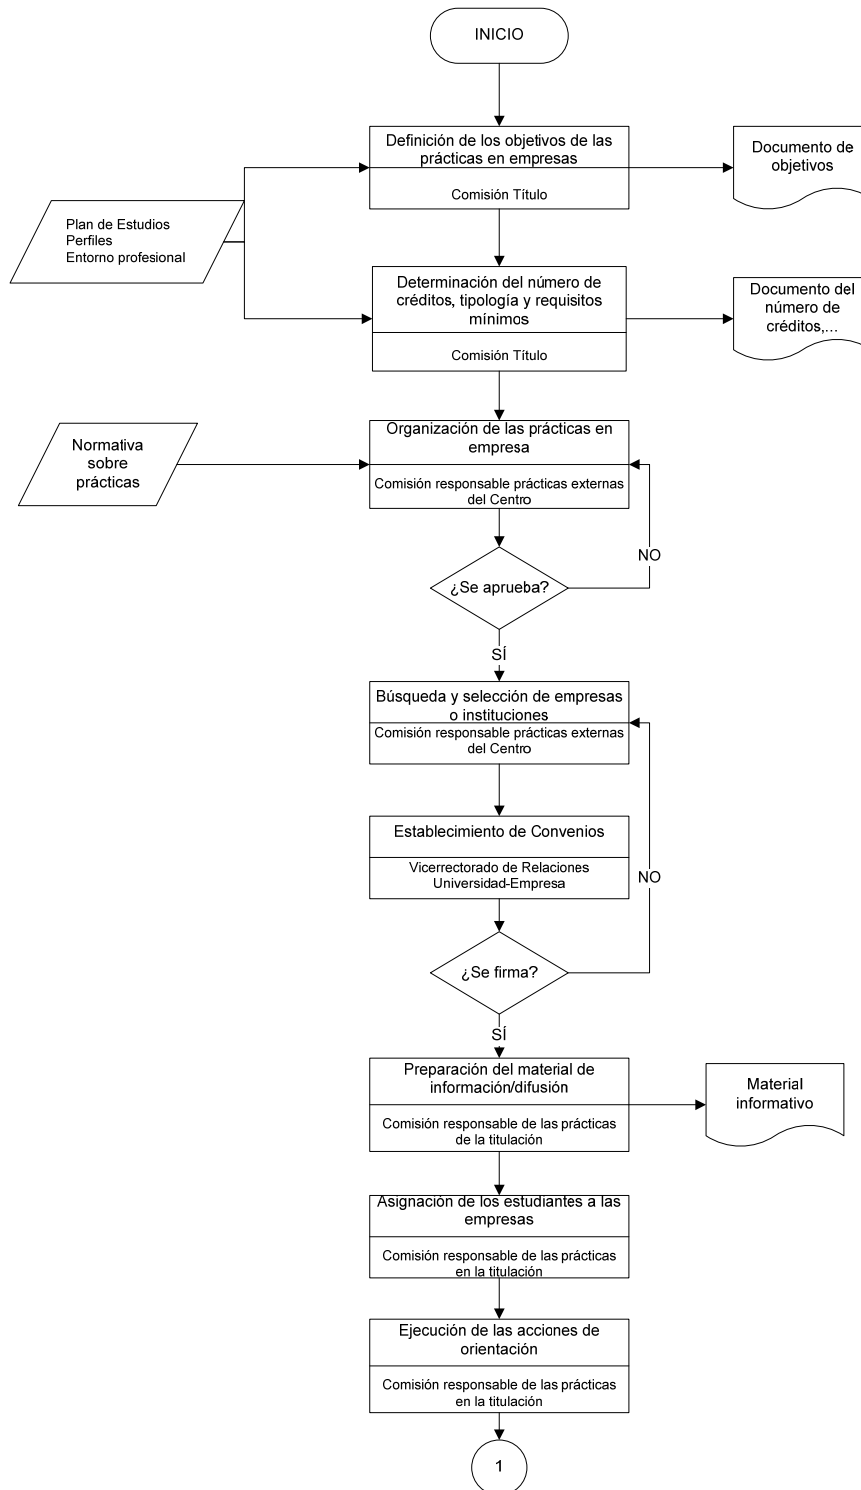 INICIO
Definición de los objetivos de las
prácticas en empresas
Comisión Título
Documento de
objetivos
Plan de Estudios
Perfiles
Entorno profesional
Determinación del número de
créditos, tipología y requisitos
mínimos
Comisión Título
Documento del
número de
créditos,...
Organización de las prácticas en
empresa
Comisión responsable prácticas externas
del Centro
Normativa
sobre
prácticas
NO
¿Se aprueba?
SÍ
Búsqueda y selección de empresas
o instituciones
Comisión responsable prácticas externas
del Centro
Establecimiento de Convenios
Vicerrectorado de Relaciones
Universidad-Empresa
NO
¿Se firma?
SÍ
Preparación del material de
información/difusión
Comisión responsable de las prácticas
de la titulación
Material
informativo
Asignación de los estudiantes a las
empresas
Comisión responsable de las prácticas
en la titulación
Ejecución de las acciones de
orientación
Comisión responsable de las prácticas
en la titulación
1